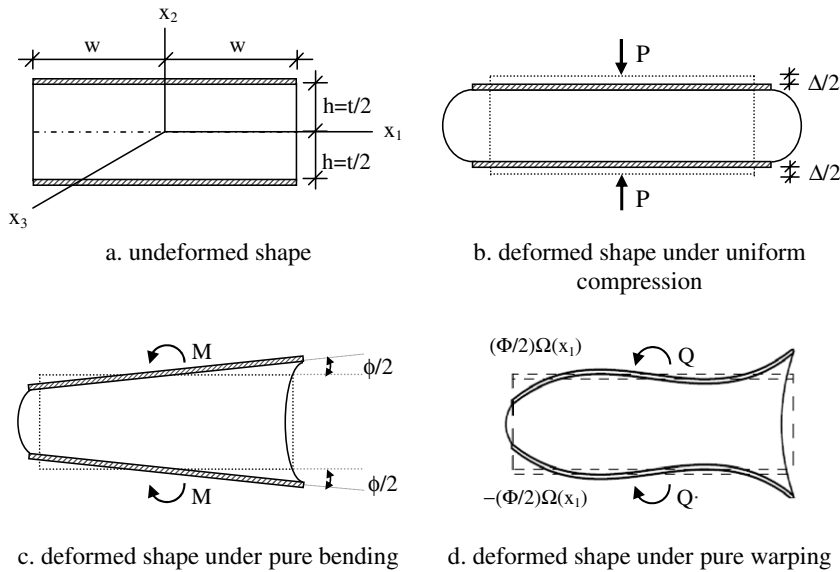 x₂
w w
h=t/2
x₁
h=t/2
x₃
a. undeformed shape
P
Δ/2
Δ/2
P
b. deformed shape under uniform
compression
M
ϕ/2
ϕ/2
M
c. deformed shape under pure bending
(Φ/2)Ω(x₁)
Q
-(Φ/2)Ω(x₁)
Q·
d. deformed shape under pure warping